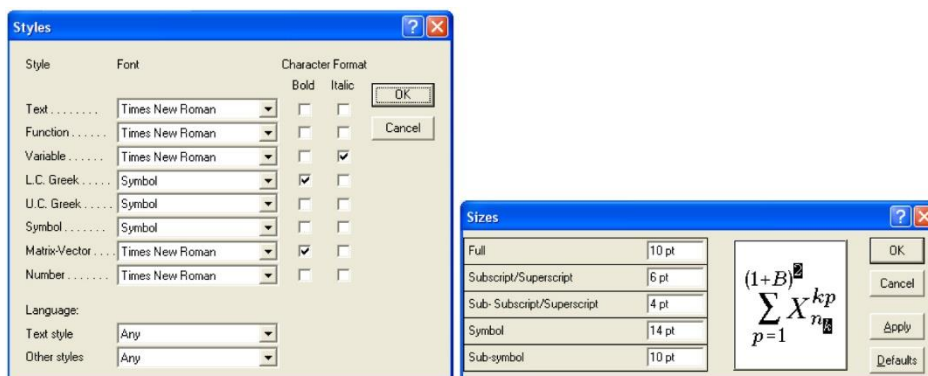 Styles
Style Font Character Format
Bold Italic
OK
Cancel
Text . . . . . . . . Times New Roman
Function . . . . . . Times New Roman
Variable . . . . . . Times New Roman
L.C. Greek . . . . . Symbol
U.C. Greek . . . . . Symbol
Symbol . . . . . . . Symbol
Matrix-Vector . . . . Times New Roman
Number . . . . . . . Times New Roman
Language:
Text style Any
Other styles Any
Sizes
Full 10 pt
Subscript/Superscript 6 pt
Sub- Subscript/Superscript 4 pt
Symbol 14 pt
Sub-symbol 10 pt
(1+B)2
∑ X kp n k
p=1
OK
Cancel
Apply
Defaults